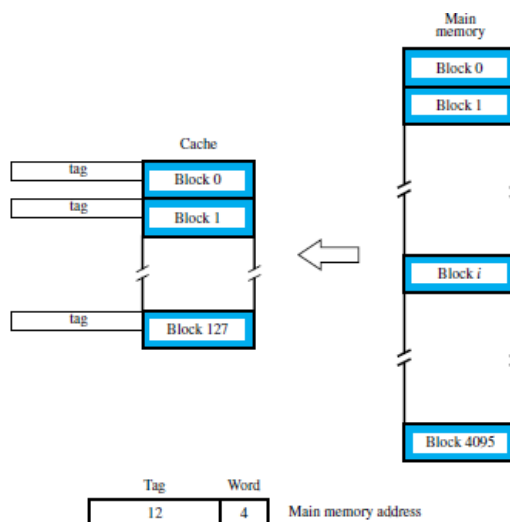 Main
memory
Block 0
Block 1
Cache
tag
Block 0
tag
Block 1
Block i
tag
Block 127
Block 4095
Tag
Word
12
4
Main memory address